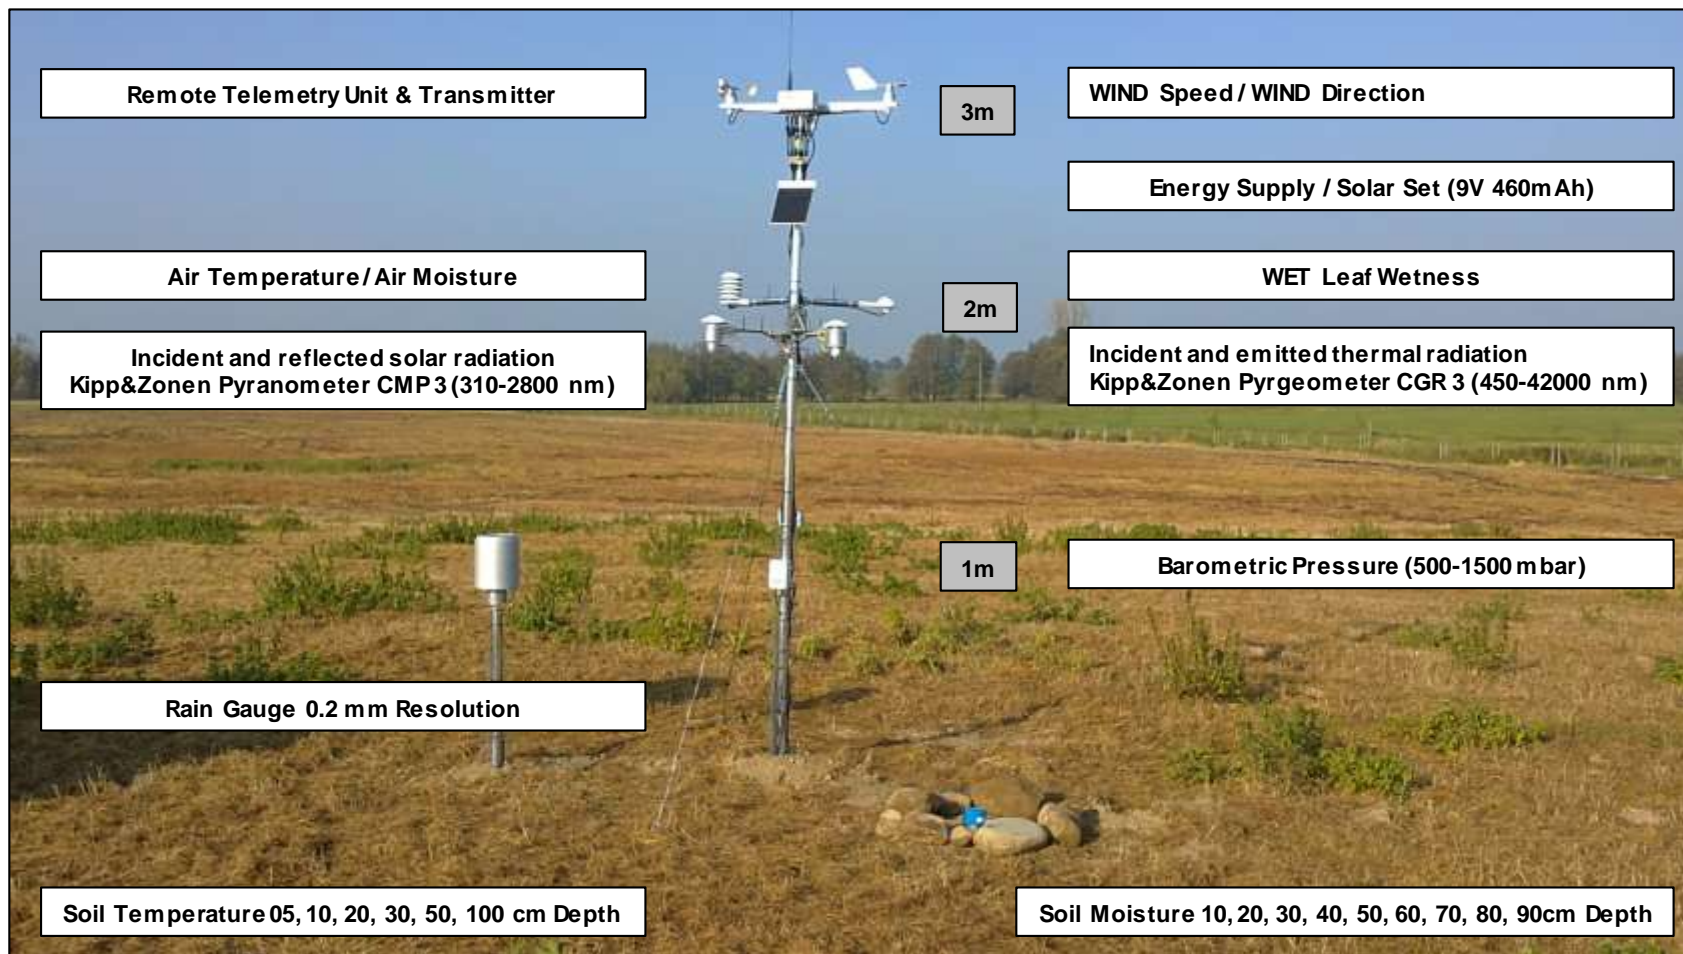 Remote Telemetry Unit & Transmitter
3m
WIND Speed / WIND Direction
Energy Supply / Solar Set (9V 460mAh)
Air Temperature / Air Moisture
2m
WET Leaf Wetness
Incident and reflected solar radiation
Kipp&Zonen Pyranometer CMP 3 (310-2800 nm)
Incident and emitted thermal radiation
Kipp&Zonen Pyrgeometer CGR 3 (450-42000 nm)
1m
Barometric Pressure (500-1500 mbar)
Rain Gauge 0.2 mm Resolution
Soil Temperature 05, 10, 20, 30, 50, 100 cm Depth
Soil Moisture 10, 20, 30, 40, 50, 60, 70, 80, 90cm Depth